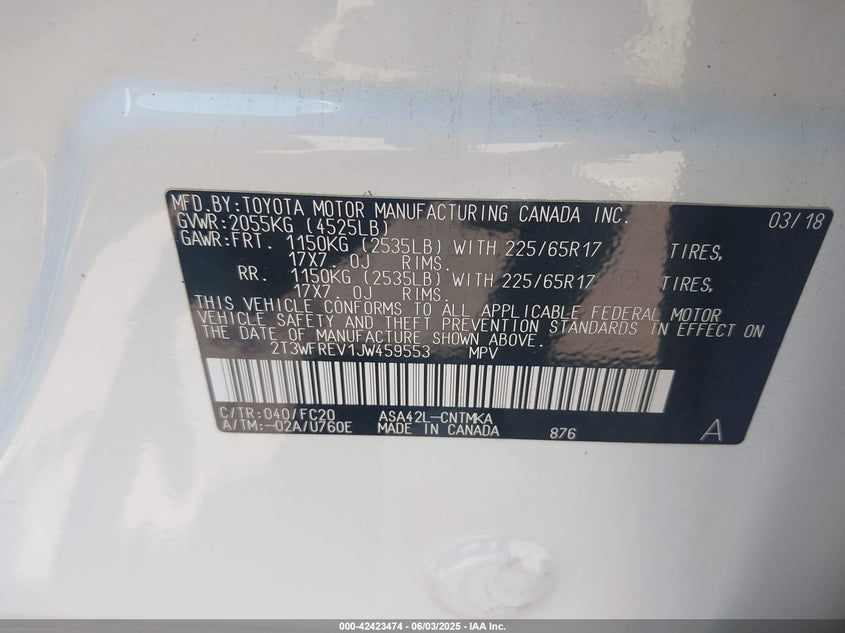 MFD.BY:TOYOTA MOTOR MANUFACTURING CANADA INC. 03/18
GVWR:2055KG (4525LB)
GAWR:FRT. 1150KG (2535LB) WITH 225/65R17 TIRES,
17X7. 0J RIMS.
RR. 1150KG (2535LB) WITH 225/65R17 TIRES,
17X7. 0J RIMS.
THIS VEHICLE CONFORMS TO ALL APPLICABLE FEDERAL MOTOR
VEHICLE SAFETY AND THEFT PREVENTION STANDARDS IN EFFECT ON
THE DATE OF MANUFACTURE SHOWN ABOVE.
2T3WFREV1JW459553 MPV
C/TR:040/FC20 ASA42L-CNTMKA
A/TM:-02A/U760E MADE IN CANADA 876 A
000-42423474 - 06/03/2025 - IAA Inc.